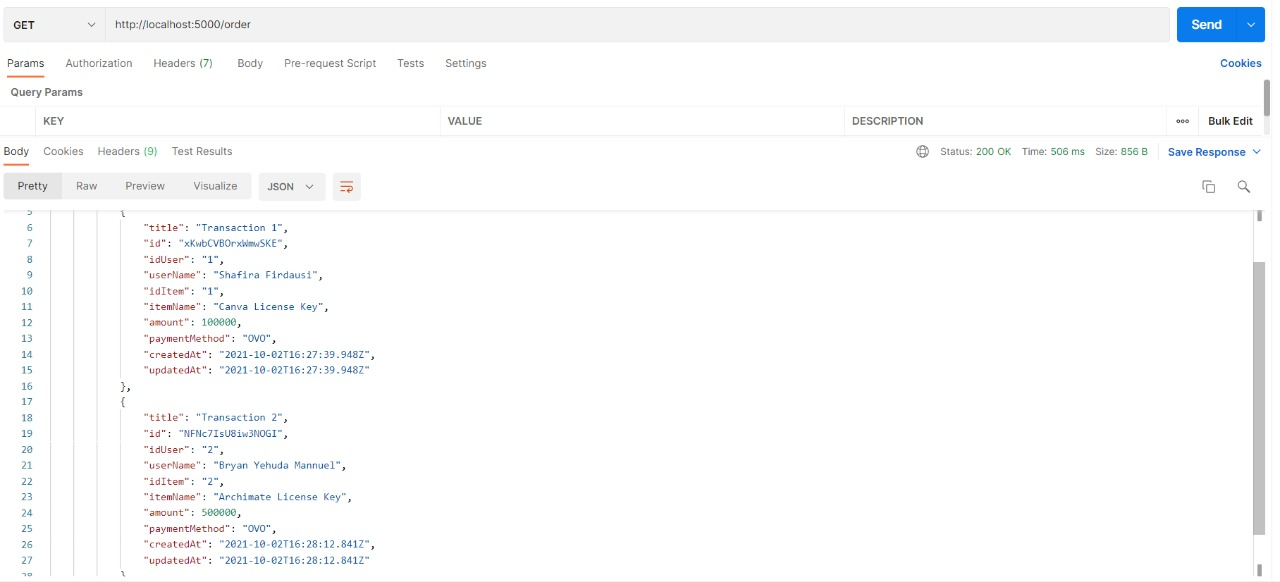 GET http://localhost:5000/order Send
Params Authorization Headers (7) Body Pre-request Script Tests Settings Cookies
Query Params
KEY VALUE DESCRIPTION ooo Bulk Edit
Body Cookies Headers (9) Test Results Status: 200 OK Time: 506 ms Size: 856 B Save Response
Pretty Raw Preview Visualize JSON
5 {
6 "title": "Transaction 1",
7 "id": "xKwbCVBOrxWmwSKE",
8 "idUser": "1",
9 "userName": "Shafira Firdausi",
10 "idItem": "1",
11 "itemName": "Canva License Key",
12 "amount": 100000,
13 "paymentMethod": "OVO",
14 "createdAt": "2021-10-02T16:27:39.948Z",
15 "updatedAt": "2021-10-02T16:27:39.948Z"
16 },
17 {
18 "title": "Transaction 2",
19 "id": "NFNc7IsU8iw3NOGI",
20 "idUser": "2",
21 "userName": "Bryan Yehuda Mannuel",
22 "idItem": "2",
23 "itemName": "Archimate License Key",
24 "amount": 500000,
25 "paymentMethod": "OVO",
26 "createdAt": "2021-10-02T16:28:12.841Z",
27 "updatedAt": "2021-10-02T16:28:12.841Z"
28 }